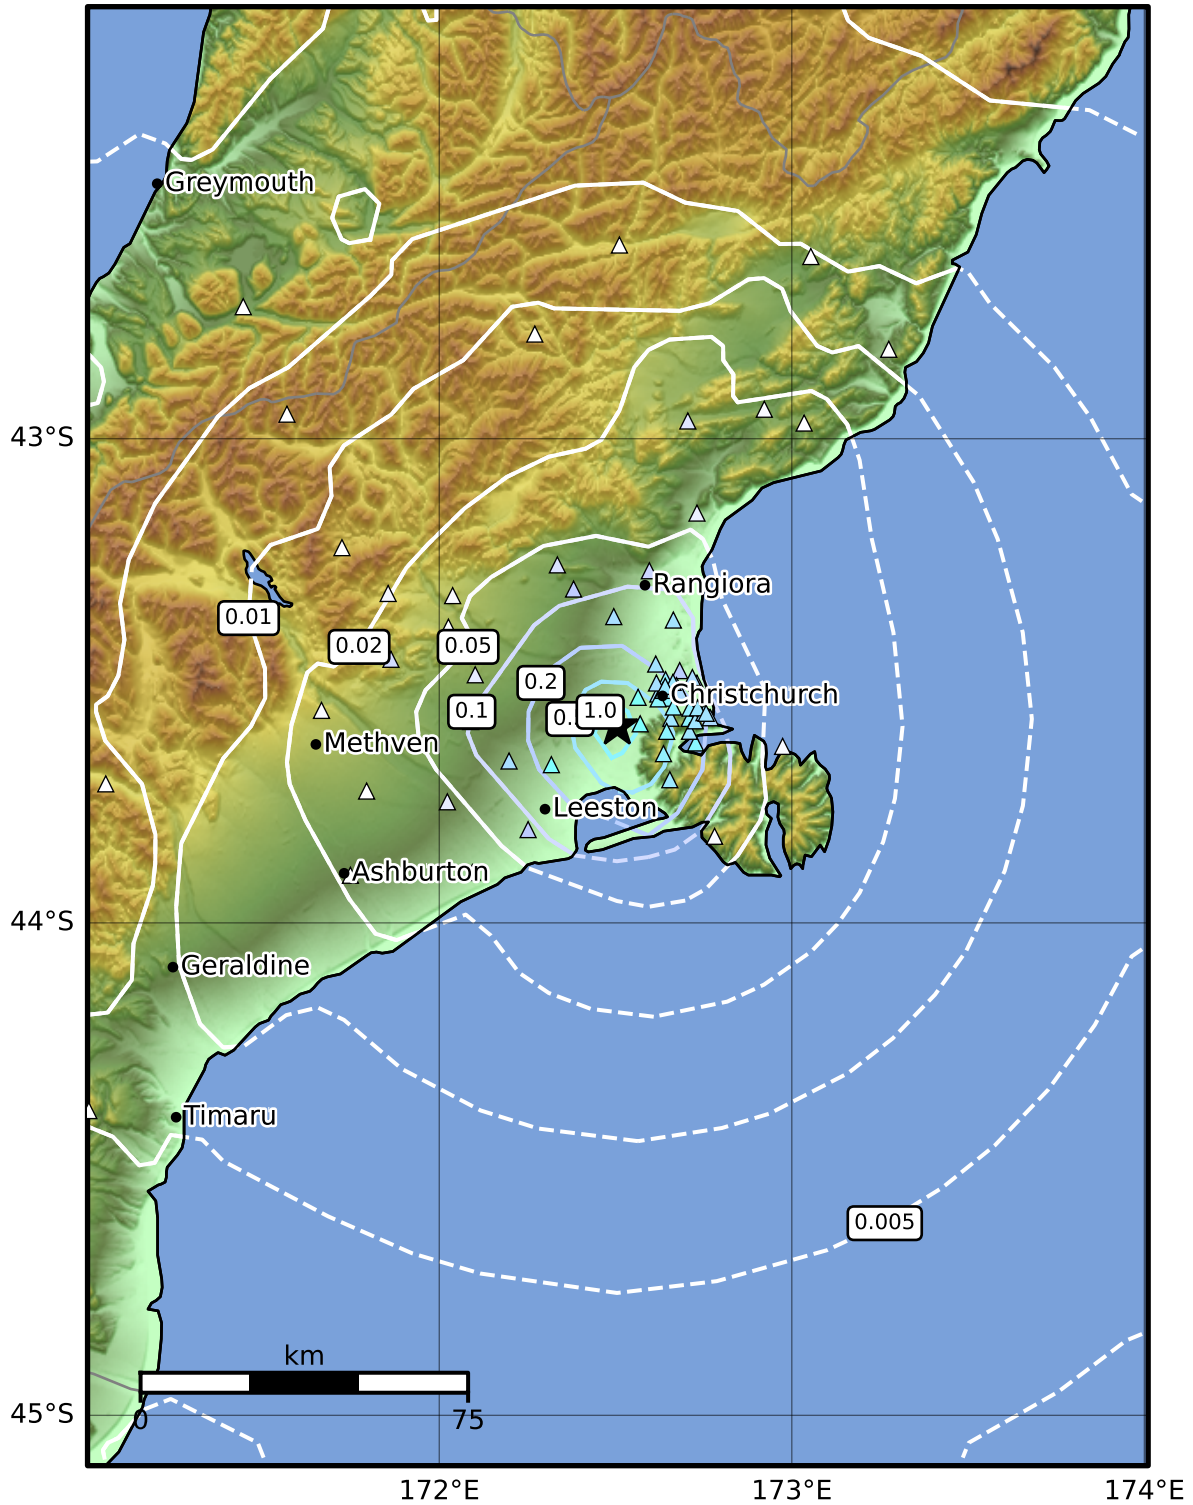 Greymouth
43°S
Rangiora
0.01
0.02
0.05
0.2
Christchurch
0.1
1.0
Methven
Leeston
Ashburton
44°S
Geraldine
Timaru
0.005
km
0
75
45°S
172°E
173°E
174°E